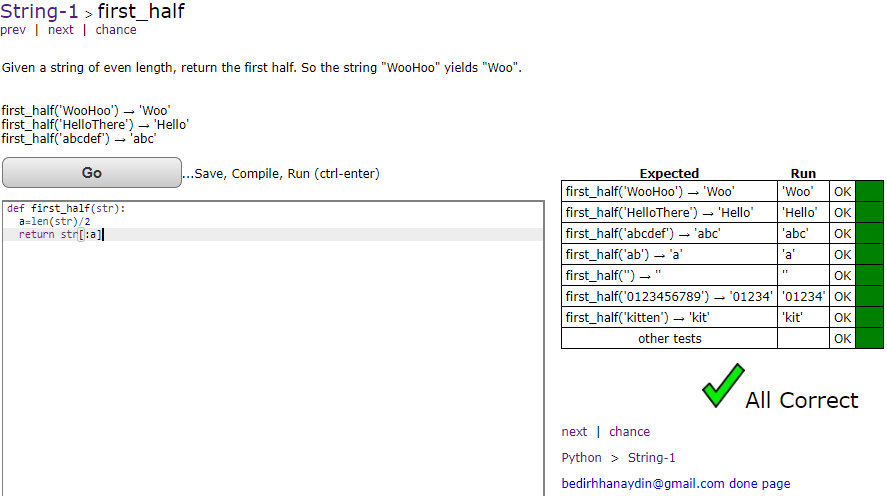 String-1 > first_half
prev | next | chance
Given a string of even length, return the first half. So the string "WooHoo" yields "Woo".
first_half('WooHoo') → 'Woo'
first_half('HelloThere') → 'Hello'
first_half('abcdef') → 'abc'
Go ...Save, Compile, Run (ctrl-enter)
def first_half(str):
  a=len(str)/2
  return str[:a]
Expected Run
first_half('WooHoo') → 'Woo' 'Woo' OK
first_half('HelloThere') → 'Hello' 'Hello' OK
first_half('abcdef') → 'abc' 'abc' OK
first_half('ab') → 'a' 'a' OK
first_half('') → '' '' OK
first_half('0123456789') → '01234' '01234' OK
first_half('kitten') → 'kit' 'kit' OK
other tests OK
All Correct
next | chance
Python > String-1
bedirhhanaydin@gmail.com done page